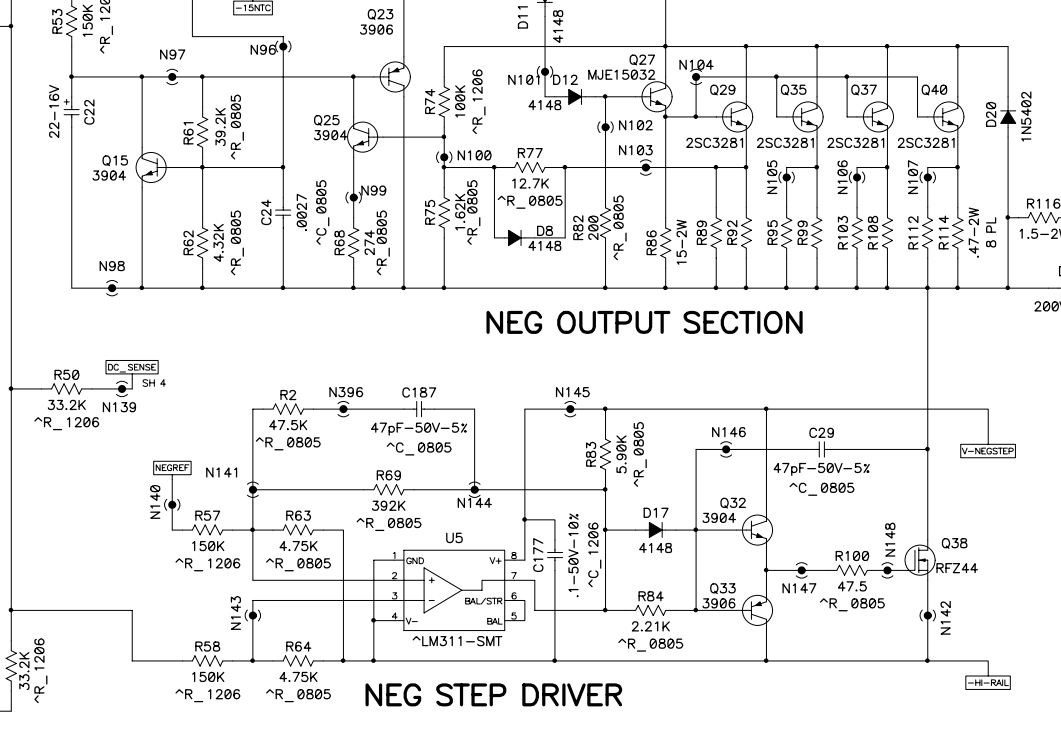 -15NTC
R53
150K
^R_120
Q23
3906
D11
4148
N97
N96
22-16V
+
C22
R61
39.2K
^R_0805
Q25
3904
R74
100K
^R_1206
N101
D12
4148
Q27
MJE15032
N104
Q29
Q35
Q37
Q40
D20
1N5402
N102
2SC3281
2SC3281
2SC3281
2SC3281
Q15
3904
N100
R77
12.7K
^R_0805
N103
N105
N106
N107
N99
C24
.0027
^C_0805
R62
4.32K
^R_0805
R68
274
^R_0805
R75
1.62K
^R_0805
D8
4148
R82
200
^R_0805
R86
15-2W
R89
R92
R95
R99
R103
R108
R112
R114
.47-2W
8 PL
R116
1.5-2W
N98
D
200V
NEG OUTPUT SECTION
DC_SENSE
SH 4
R50
33.2K
^R_1206
N139
R2
47.5K
^R_0805
N396
C187
47pF-50V-5%
^C_0805
N145
R83
5.90K
^R_0805
N146
C29
47pF-50V-5%
^C_0805
V-NEGSTEP
NEGREF
N141
N140
R69
392K
^R_0805
N144
R57
150K
^R_1206
R63
4.75K
^R_0805
D17
4148
Q32
3904
U5
1
GND
V+
8
2
+
7
3
-
BAL/STR
6
4
V-
BAL
5
^LM311-SMT
C177
.1-50V-10%
^C_1206
R84
2.21K
^R_0805
Q33
3906
N147
R100
47.5
^R_0805
N148
Q38
RFZ44
N142
N143
R58
150K
^R_1206
R64
4.75K
^R_0805
33.2K
^R_1206
-HI-RAIL
NEG STEP DRIVER